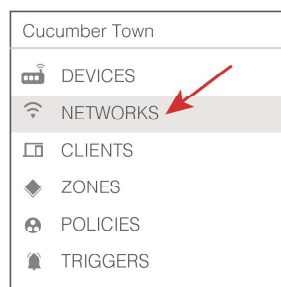 Cucumber Town
DEVICES
NETWORKS
CLIENTS
ZONES
POLICIES
TRIGGERS